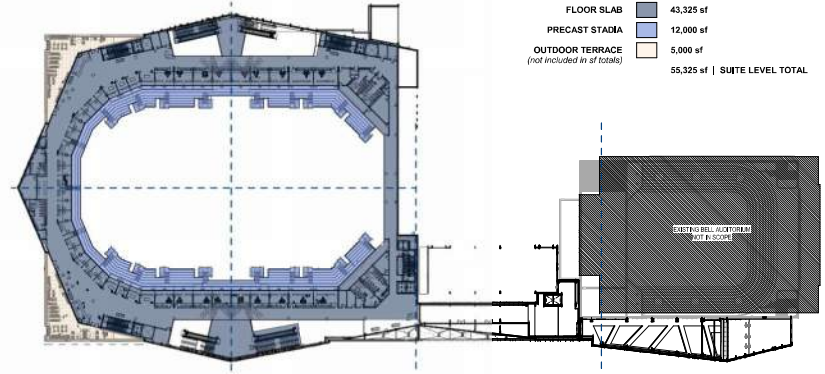 FLOOR SLAB 43,325 sf
PRECAST STADIA 12,000 sf
OUTDOOR TERRACE 5,000 sf
(not included in sf totals)
55,325 sf | SUITE LEVEL TOTAL
EXISTING BELL AUDITORIUM
NOT IN SCOPE